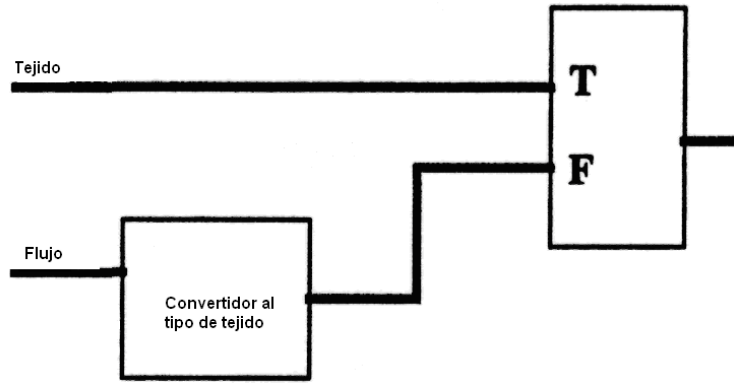 Tejido
T
F
Flujo
Convertidor al
tipo de tejido